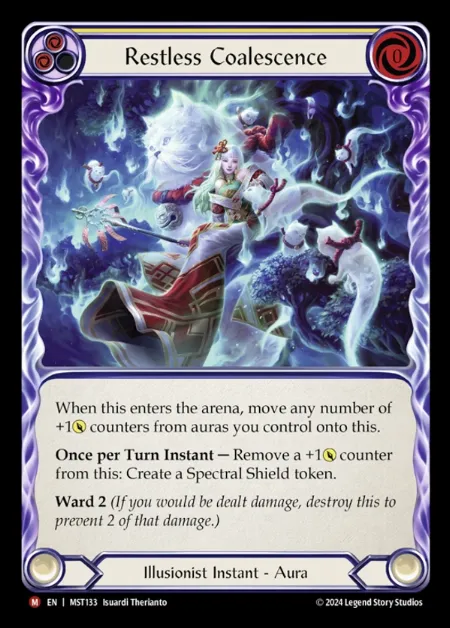 Restless Coalescence
0
When this enters the arena, move any number of
+1 counters from auras you control onto this.
Once per Turn Instant — Remove a +1 counter
from this: Create a Spectral Shield token.
Ward 2 (If you would be dealt damage, destroy this to
prevent 2 of that damage.)
Illusionist Instant - Aura
M EN | MST133 Isuardi Therianto
© 2024 Legend Story Studios